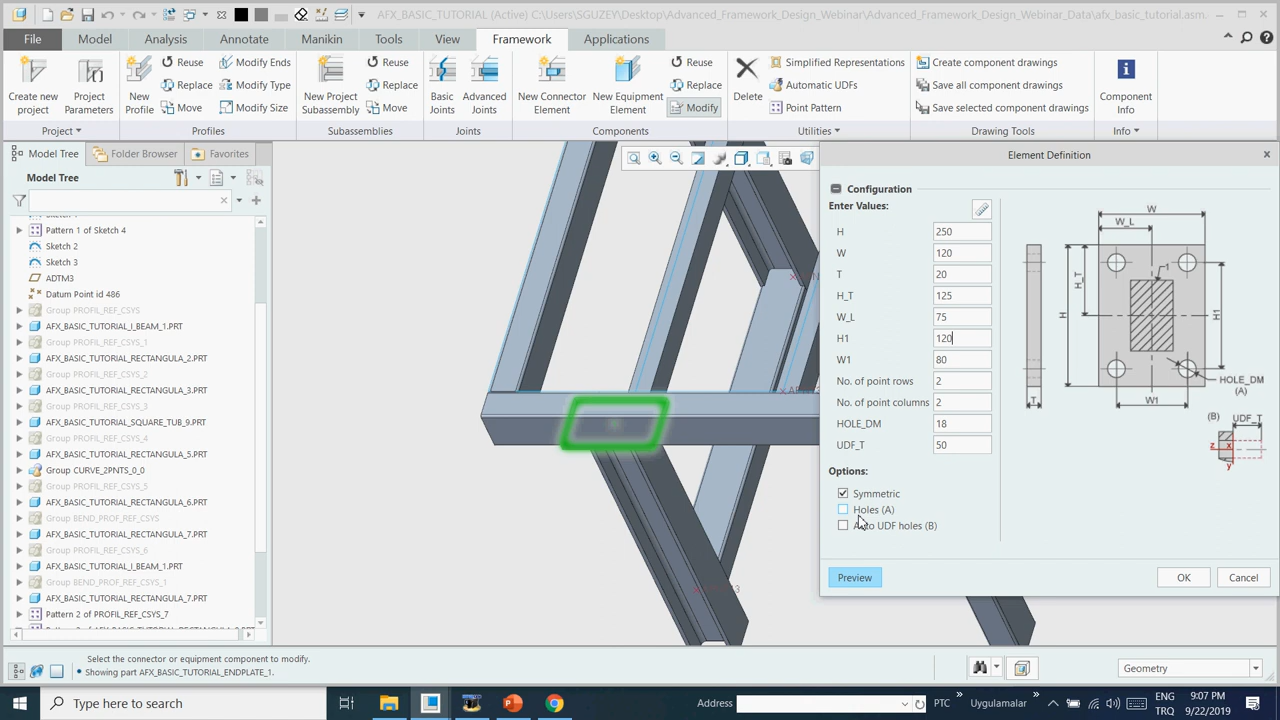 AFX_BASIC_TUTORIAL (Active) C:\Users\SGUZEY\Desktop\Advanced_Framework_Design_Webinar\Advanced_Framework_Design_Webinar_Data\afx_basic_tutorial.asm.
File Model Analysis Annotate Manikin Tools View Framework Applications
Create new project
Project Parameters
Project
New Profile
Reuse
Replace
Move
Modify Ends
Modify Type
Modify Size
Profiles
New Project Subassembly
Reuse
Replace
Move
Subassemblies
Basic Joints
Advanced Joints
Joints
New Connector Element
New Equipment Element
Reuse
Replace
Modify
Components
Delete
Simplified Representations
Automatic UDFs
Point Pattern
Utilities
Create component drawings
Save all component drawings
Save selected component drawings
Drawing Tools
Component Info
Info
Model Tree
Folder Browser
Favorites
Model Tree
Pattern 1 of Sketch 4
Sketch 2
Sketch 3
ADTM3
Datum Point id 486
Group PROFIL_REF_CSYS
AFX_BASIC_TUTORIAL_I_BEAM_1.PRT
Group PROFIL_REF_CSYS_1
AFX_BASIC_TUTORIAL_RECTANGULA_2.PRT
Group PROFIL_REF_CSYS_2
AFX_BASIC_TUTORIAL_RECTANGULA_3.PRT
Group PROFIL_REF_CSYS_3
AFX_BASIC_TUTORIAL_SQUARE_TUB_9.PRT
Group PROFIL_REF_CSYS_4
AFX_BASIC_TUTORIAL_RECTANGULA_5.PRT
Group CURVE_2PNTS_0_0
Group PROFIL_REF_CSYS_5
AFX_BASIC_TUTORIAL_RECTANGULA_6.PRT
Group BEND_PROF_REF_CSYS
AFX_BASIC_TUTORIAL_RECTANGULA_7.PRT
Group PROFIL_REF_CSYS_6
AFX_BASIC_TUTORIAL_I_BEAM_1.PRT
Group BEND_PROF_REF_CSYS_1
AFX_BASIC_TUTORIAL_RECTANGULA_7.PRT
Pattern 2 of PROFIL_REF_CSYS_7
Element Definition
Configuration
Enter Values:
H 250
W 120
T 20
H_T 125
W_L 75
H1 120
W1 80
No. of point rows 2
No. of point columns 2
HOLE_DM 18
UDF_T 50
Options:
Symmetric
Holes (A)
Auto UDF holes (B)
W
W_L
1
H_T
H
H1
HOLE_DM
(A)
T
W1
(B)
UDF_T
z
x
y
Preview
OK
Cancel
Select the connector or equipment component to modify.
• Showing part AFX_BASIC_TUTORIAL_ENDPLATE_1.
Geometry
Type here to search
Address
PTC
Uygulamalar
ENG
TRQ
9:07 PM
9/22/2019